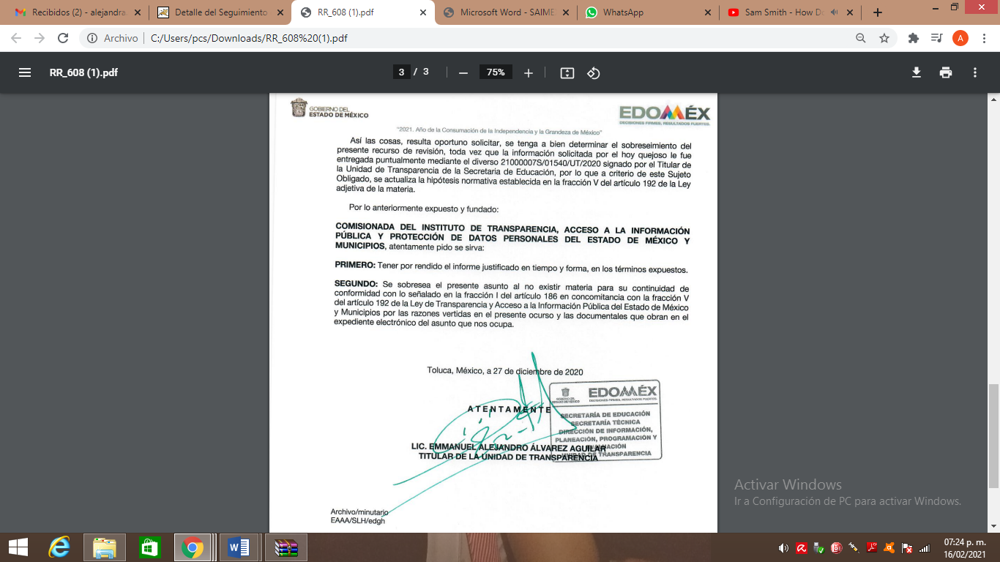 Recibidos (2) - alejandra
Detalle del Seguimiento
RR_608 (1).pdf
Microsoft Word - SAIME
WhatsApp
Sam Smith - How Do
Archivo
C:/Users/pcs/Downloads/RR_608%20(1).pdf
A
RR_608 (1).pdf
3 / 3
75%
GOBIERNO DEL
ESTADO DE MÉXICO
EDOMÉX
DECISIONES FIRMES, RESULTADOS FUERTES.
"2021. Año de la Consumación de la Independencia y la Grandeza de México"
Así las cosas, resulta oportuno solicitar, se tenga a bien determinar el sobreseimiento del
presente recurso de revisión, toda vez que la información solicitada por el hoy quejoso le fue
entregada puntualmente mediante el diverso 21000007S/01540/UT/2020 signado por el Titular de
la Unidad de Transparencia de la Secretaria de Educación, por lo que a criterio de este Sujeto
Obligado, se actualiza la hipótesis normativa establecida en la fracción V del artículo 192 de la Ley
adjetiva de la materia.
Por lo anteriormente expuesto y fundado:
COMISIONADA DEL INSTITUTO DE TRANSPARENCIA, ACCESO A LA INFORMACIÓN
PÚBLICA Y PROTECCIÓN DE DATOS PERSONALES DEL ESTADO DE MÉXICO Y
MUNICIPIOS, atentamente pido se sirva:
PRIMERO: Tener por rendido el informe justificado en tiempo y forma, en los términos expuestos.
SEGUNDO: Se sobresea el presente asunto al no existir materia para su continuidad de
conformidad con lo señalado en la fracción I del artículo 186 en concomitancia con la fracción V
del artículo 192 de la Ley de Transparencia y Acceso a la Información Pública del Estado de México
y Municipios por las razones vertidas en el presente ocurso y las documentales que obran en el
expediente electrónico del asunto que nos ocupa.
Toluca, México, a 27 de diciembre de 2020
A T E N T A M E N T E
LIC. EMMANUEL ALEJANDRO ÁLVAREZ AGUILAR
TITULAR DE LA UNIDAD DE TRANSPARENCIA
GOBIERNO DEL
ESTADO DE MÉXICO
EDOMÉX
DECISIONES FIRMES, RESULTADOS FUERTES.
SECRETARÍA DE EDUCACIÓN
SECRETARÍA TÉCNICA
DIRECCIÓN DE INFORMACIÓN,
PLANEACIÓN, PROGRAMACIÓN Y
EVALUACIÓN
UNIDAD DE TRANSPARENCIA
Archivo/minutario
EAAA/SLH/edgh
Activar Windows
Ir a Configuración de PC para activar Windows.
07:24 p. m.
16/02/2021